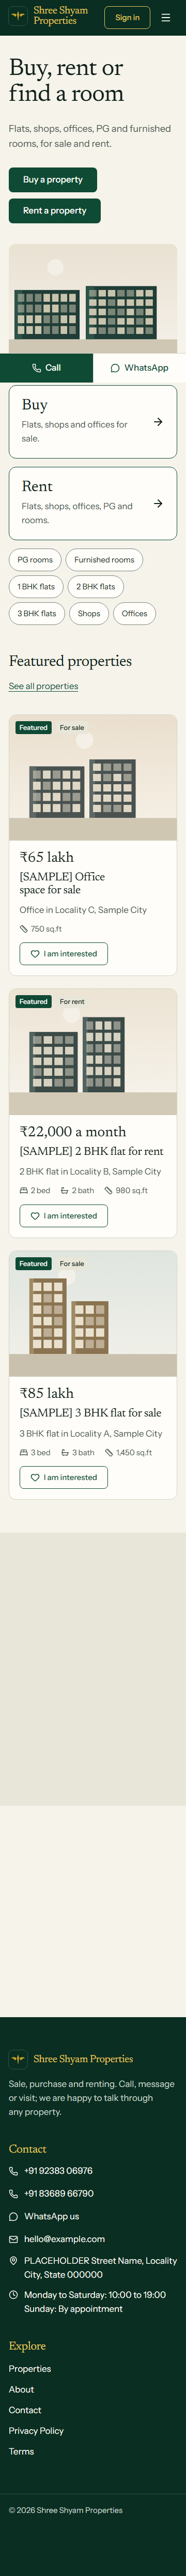 Shree Shyam
Properties
Sign in
Buy, rent or
find a room
Flats, shops, offices, PG and furnished
rooms, for sale and rent.
Buy a property
Rent a property
Call
WhatsApp
Buy
Flats, shops and offices for
sale.
Rent
Flats, shops, offices, PG and
rooms.
PG rooms
Furnished rooms
1 BHK flats
2 BHK flats
3 BHK flats
Shops
Offices
Featured properties
See all properties
Featured
For sale
₹65 lakh
[SAMPLE] Office
space for sale
Office in Locality C, Sample City
750 sq.ft
I am interested
Featured
For rent
₹22,000 a month
[SAMPLE] 2 BHK flat for rent
2 BHK flat in Locality B, Sample City
2 bed
2 bath
980 sq.ft
I am interested
Featured
For sale
₹85 lakh
[SAMPLE] 3 BHK flat for sale
3 BHK flat in Locality A, Sample City
3 bed
3 bath
1,450 sq.ft
I am interested
Shree Shyam Properties
Sale, purchase and renting. Call, message
or visit; we are happy to talk through
any property.
Contact
+91 92383 06976
+91 83689 66790
WhatsApp us
hello@example.com
PLACEHOLDER Street Name, Locality
City, State 000000
Monday to Saturday: 10:00 to 19:00
Sunday: By appointment
Explore
Properties
About
Contact
Privacy Policy
Terms
© 2026 Shree Shyam Properties